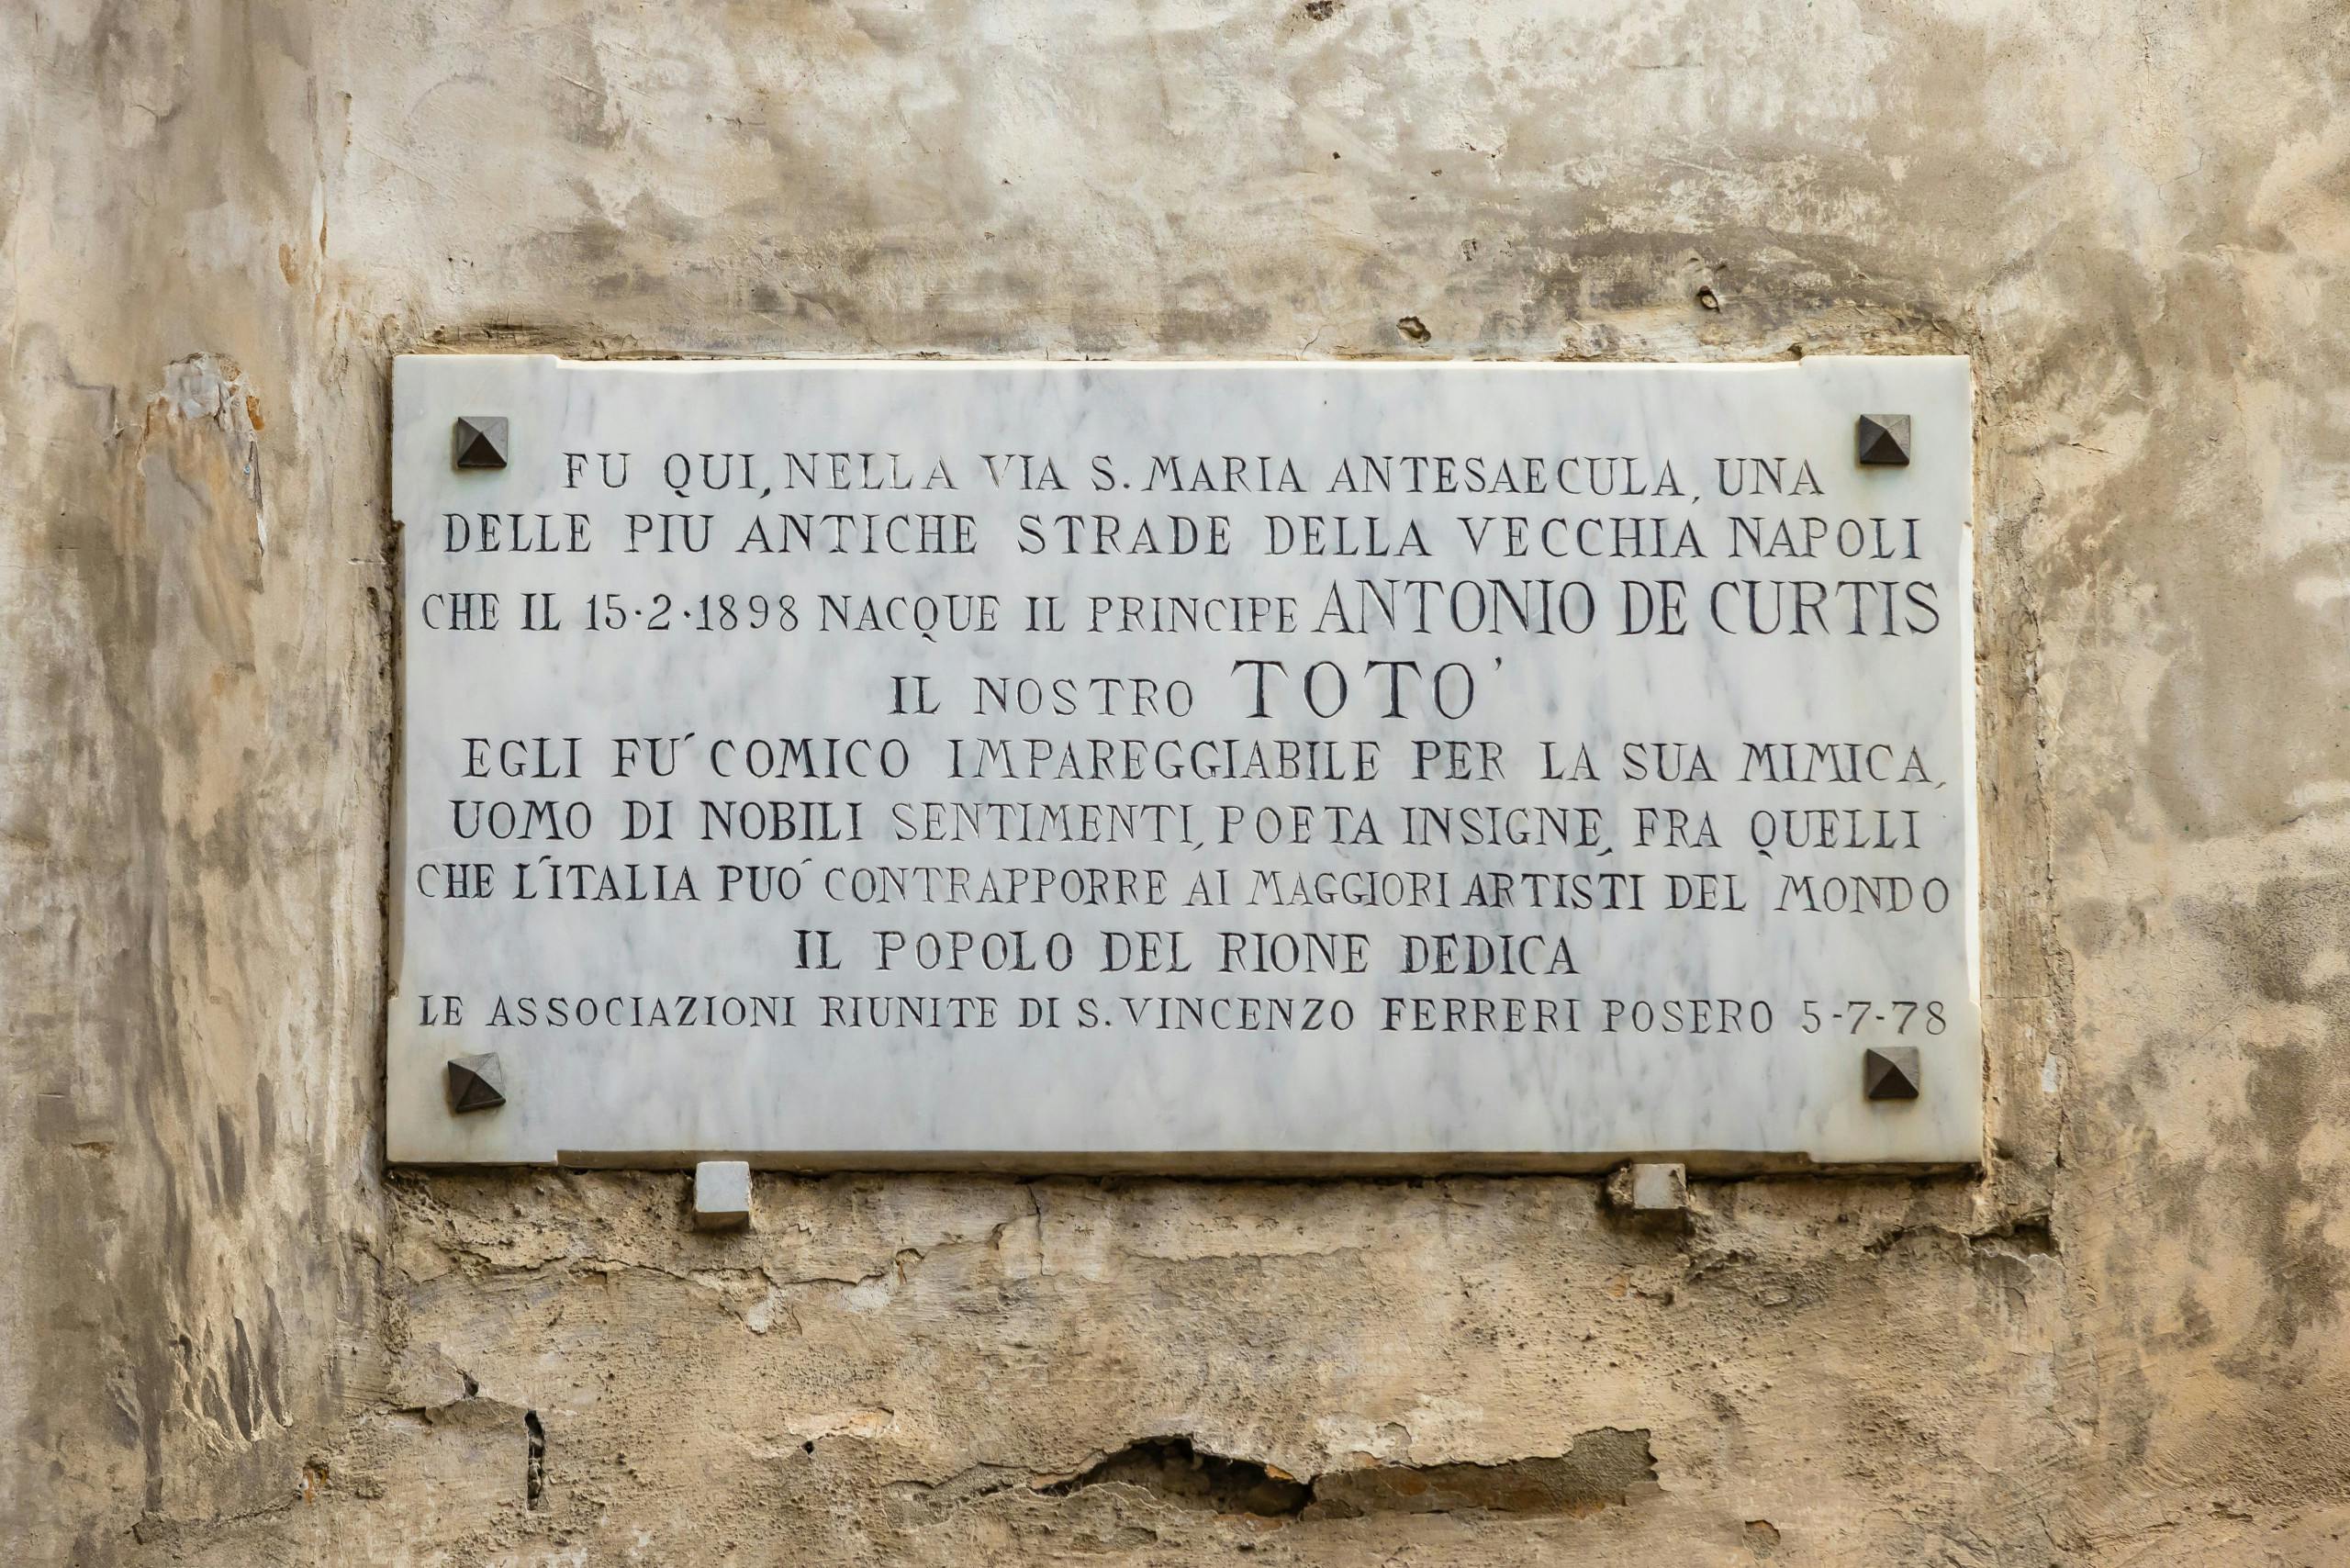 FU QUI, NELLA VIA S. MARIA ANTESAECULA, UNA
DELLE PIU ANTICHE STRADE DELLA VECCHIA NAPOLI
CHE IL 15·2·1898 NACQUE IL PRINCIPE ANTONIO DE CURTIS
IL NOSTRO TOTO'
EGLI FU´ COMICO IMPAREGGIABILE PER LA SUA MIMICA,
UOMO DI NOBILI SENTIMENTI, POETA INSIGNE, FRA QUELLI
CHE L'ITALIA PUO´ CONTRAPPORRE AI MAGGIORI ARTISTI DEL MONDO
IL POPOLO DEL RIONE DEDICA
LE ASSOCIAZIONI RIUNITE DI S. VINCENZO FERRERI POSERO 5-7-78